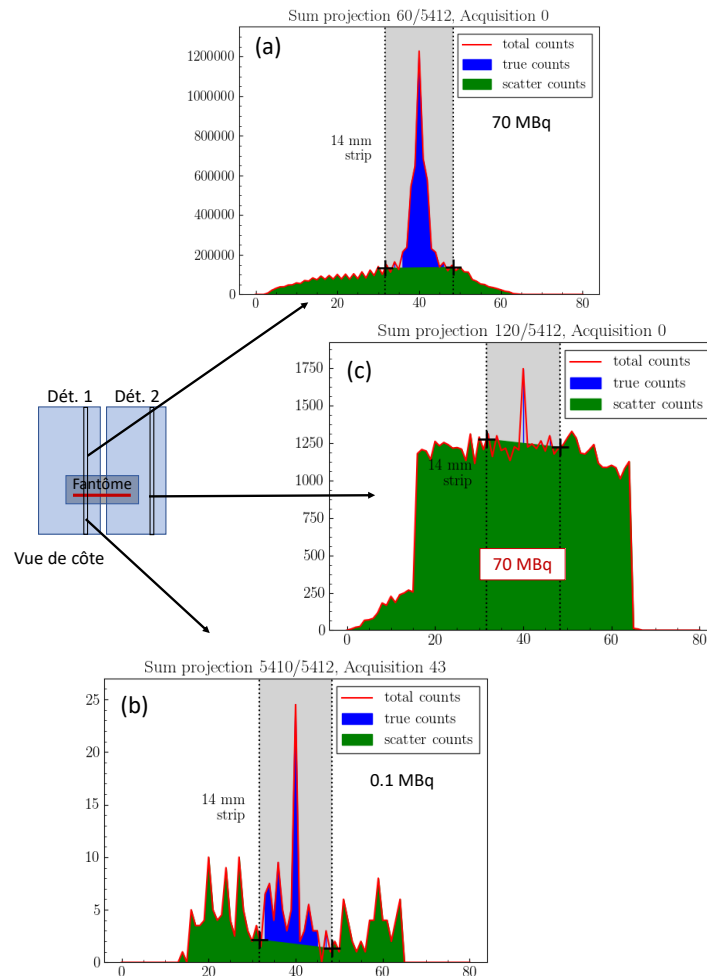 Sum projection 60/5412, Acquisition 0
(a)
total counts
true counts
scatter counts
70 MBq
14 mm
strip
1200000
1000000
800000
600000
400000
200000
0
0 20 40 60 80
Sum projection 120/5412, Acquisition 0
(c)
total counts
true counts
scatter counts
14 mm
strip
70 MBq
1750
1500
1250
1000
750
500
250
0
0 20 40 60 80
Dét. 1 Dét. 2
Fantôme
Vue de côte
Sum projection 5410/5412, Acquisition 43
(b)
total counts
true counts
scatter counts
0.1 MBq
14 mm
strip
25
20
15
10
5
0
0 20 40 60 80